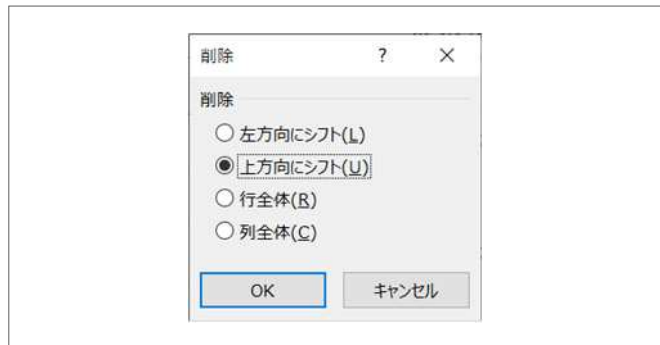 削除 ?
削除
左方向にシフト(L)
上方向にシフト(U)
行全体(R)
列全体(C)
OK キャンセル